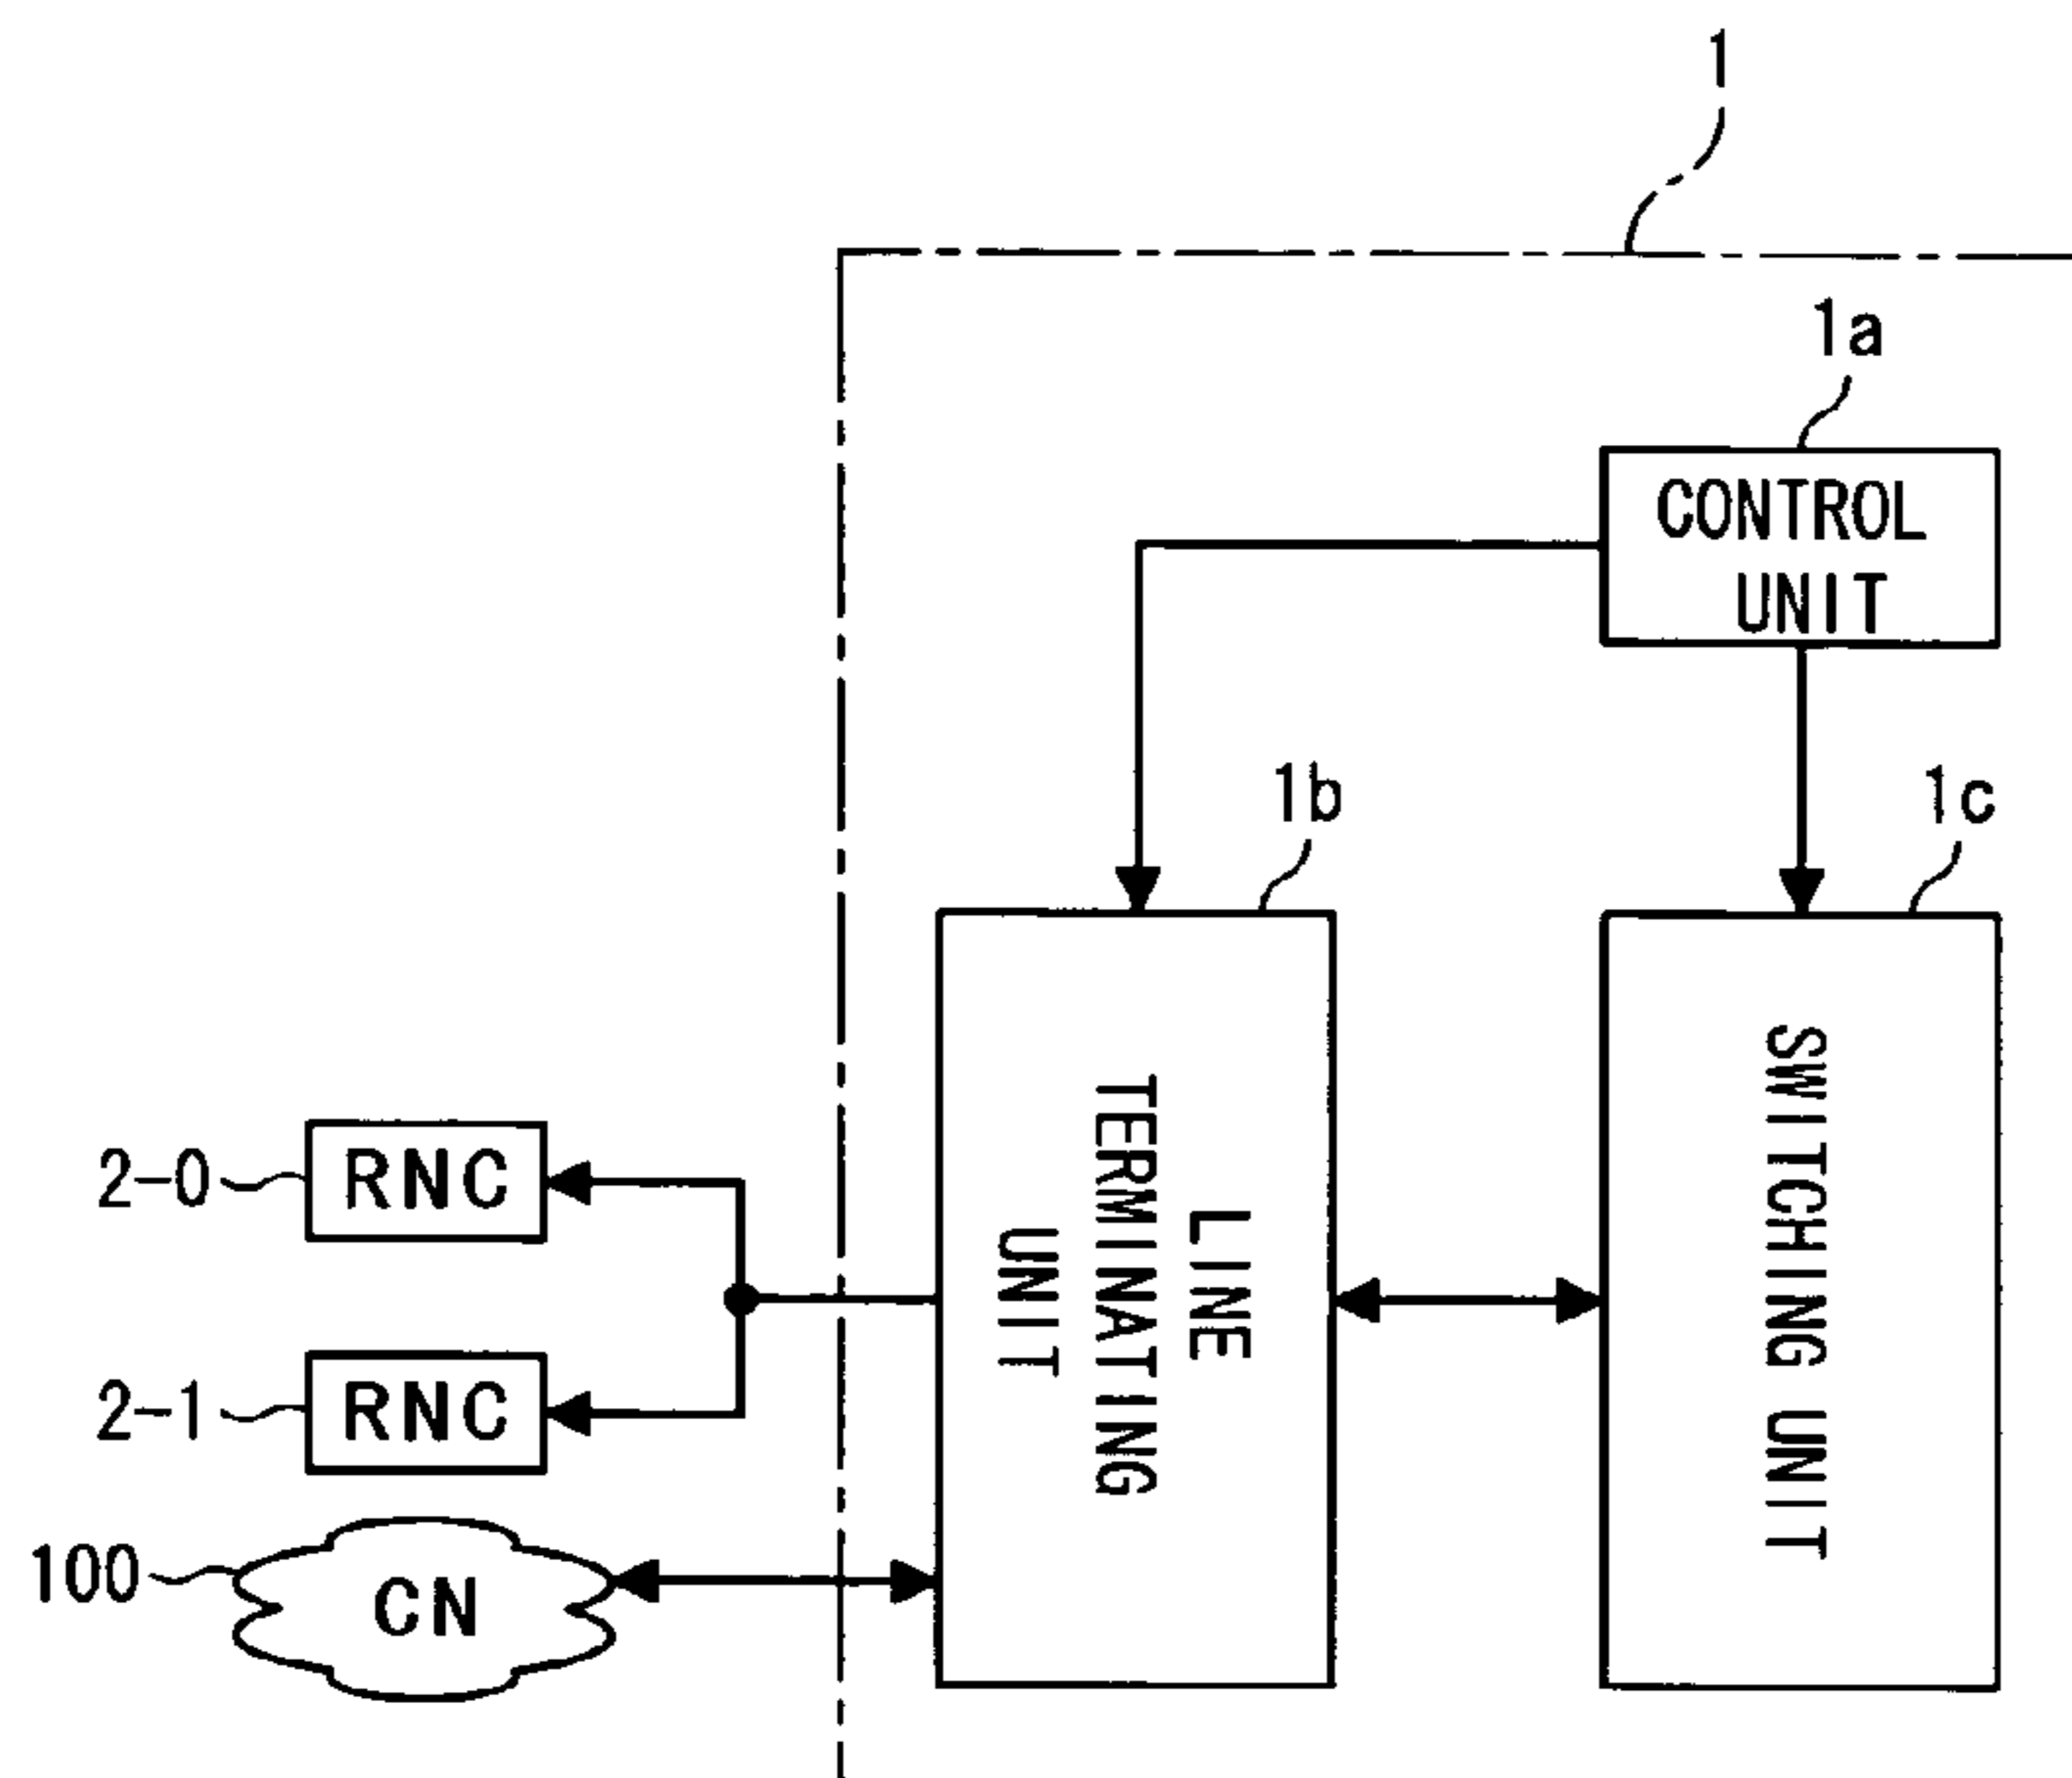 1
1a
CONTROL
UNIT
1b
1c
LINE
TERMINATING
UNIT
SWITCHING UNIT
2-0
RNC
2-1
RNC
100
CN